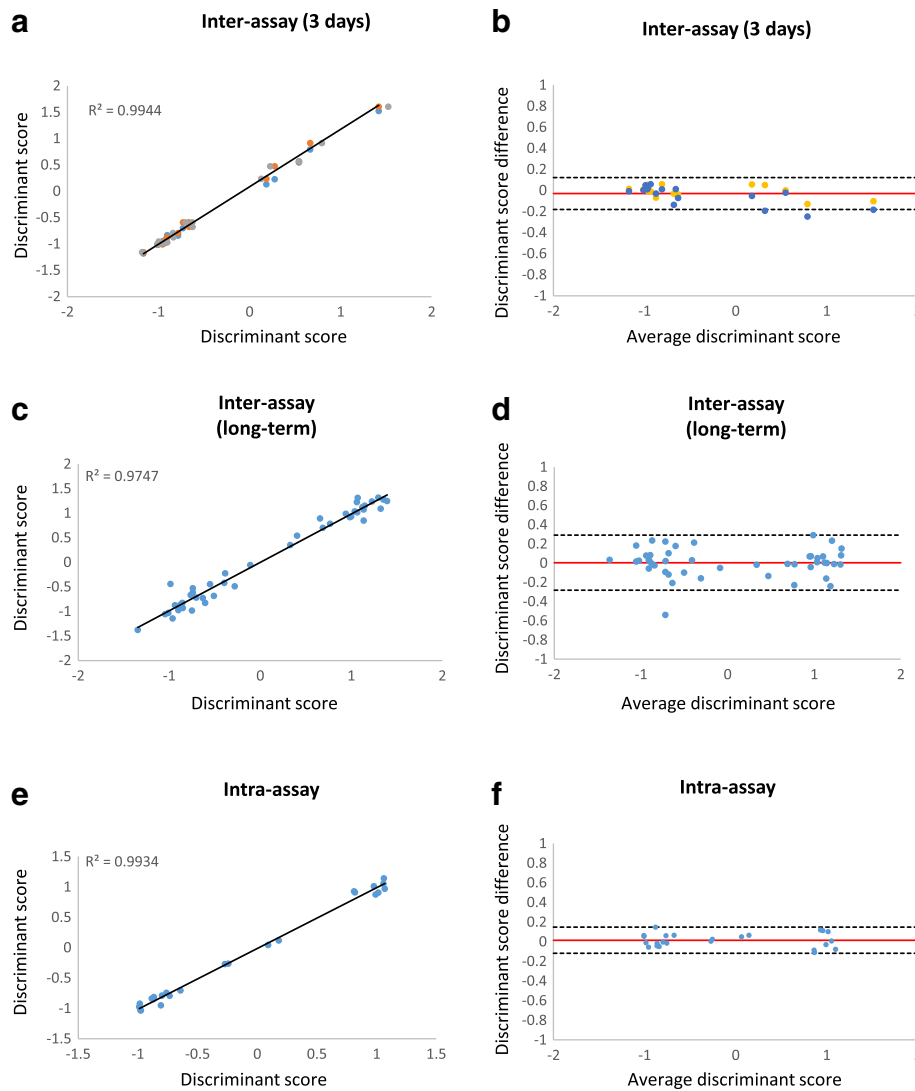 a
Inter-assay (3 days)
R² = 0.9944
Discriminant score
2
1.5
1
0.5
0
-0.5
-1
-1.5
-2
-2 -1 0 1 2
Discriminant score
b
Inter-assay (3 days)
Discriminant score difference
1
0.8
0.6
0.4
0.2
0
-0.2
-0.4
-0.6
-0.8
-1
-2 -1 0 1 2
Average discriminant score
c
Inter-assay
(long-term)
R² = 0.9747
Discriminant score
2
1.5
1
0.5
0
-0.5
-1
-1.5
-2
-2 -1 0 1 2
Discriminant score
d
Inter-assay
(long-term)
Discriminant score difference
1
0.8
0.6
0.4
0.2
0
-0.2
-0.4
-0.6
-0.8
-1
-2 -1 0 1 2
Average discriminant score
e
Intra-assay
R² = 0.9934
Discriminant score
1.5
1
0.5
0
-0.5
-1
-1.5
-1.5 -1 -0.5 0 0.5 1 1.5
Discriminant score
f
Intra-assay
Discriminant score difference
1
0.8
0.6
0.4
0.2
0
-0.2
-0.4
-0.6
-0.8
-1
-2 -1 0 1 2
Average discriminant score